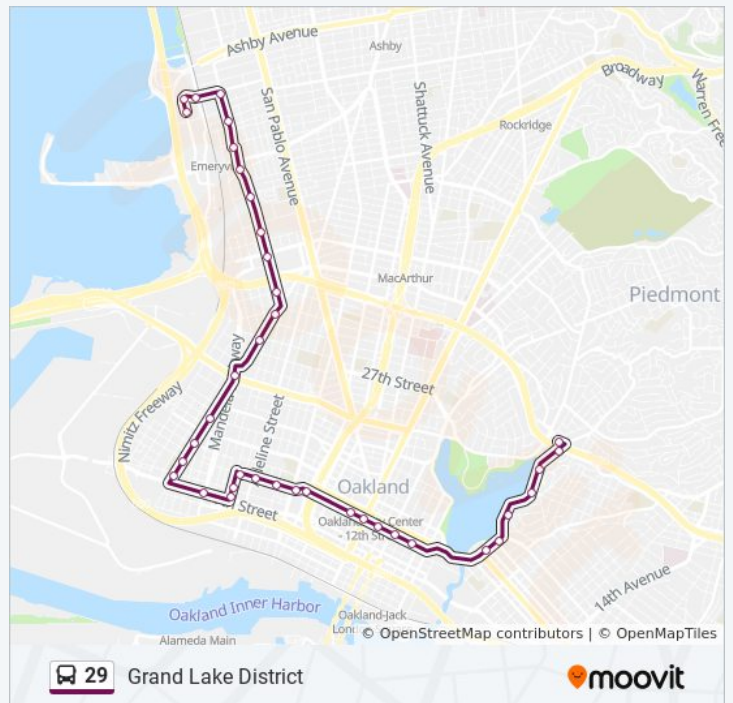 Ashby Avenue
Ashby
Broadway
Warren Free
San Pablo Avenue
Shattuck Avenue
Rockridge
Emeryv
MacArthur
Piedmont
27th Street
Nimitz Freeway
Mandela
way
eline Street
Oakland
Street
Oakland
Center
- 12th St
14th Avenue
Oakland Inner Harbor
Oakland-Jack
Lon
Alameda Main
© OpenStreetMap contributors | © OpenMapTiles
29 Grand Lake District
moovit